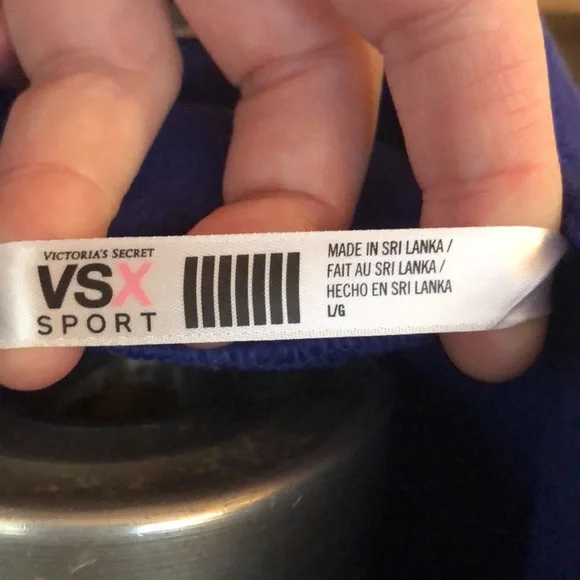 VICTORIA'S SECRET
VSX
SPORT
MADE IN SRI LANKA /
FAIT AU SRI LANKA /
HECHO EN SRI LANKA
L/G